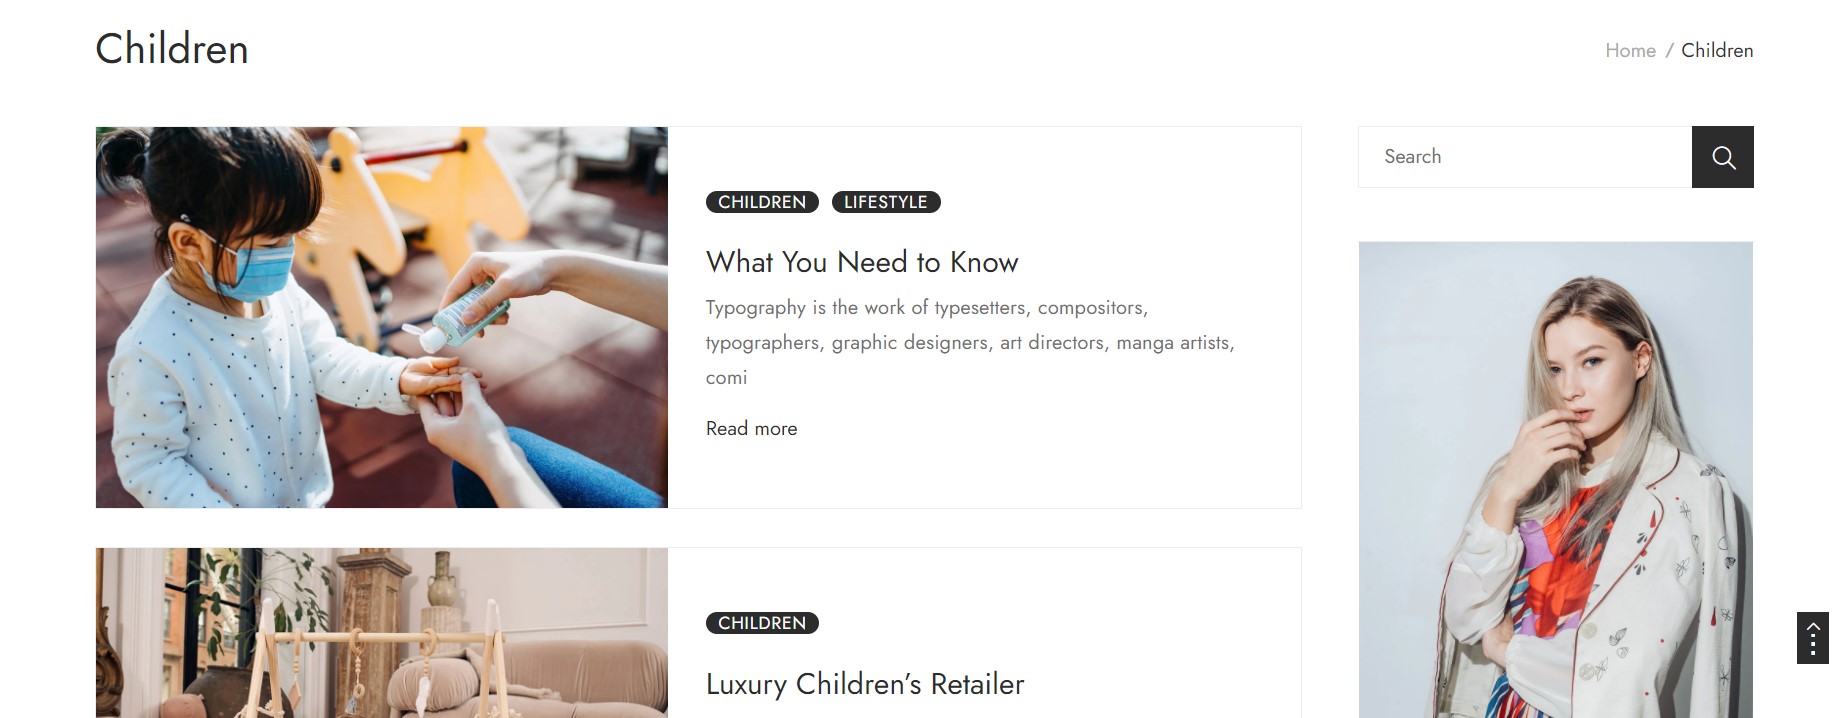 Children
Home / Children
Search
CHILDREN LIFESTYLE
What You Need to Know
Typography is the work of typesetters, compositors,
typographers, graphic designers, art directors, manga artists,
comi
Read more
CHILDREN
Luxury Children’s Retailer